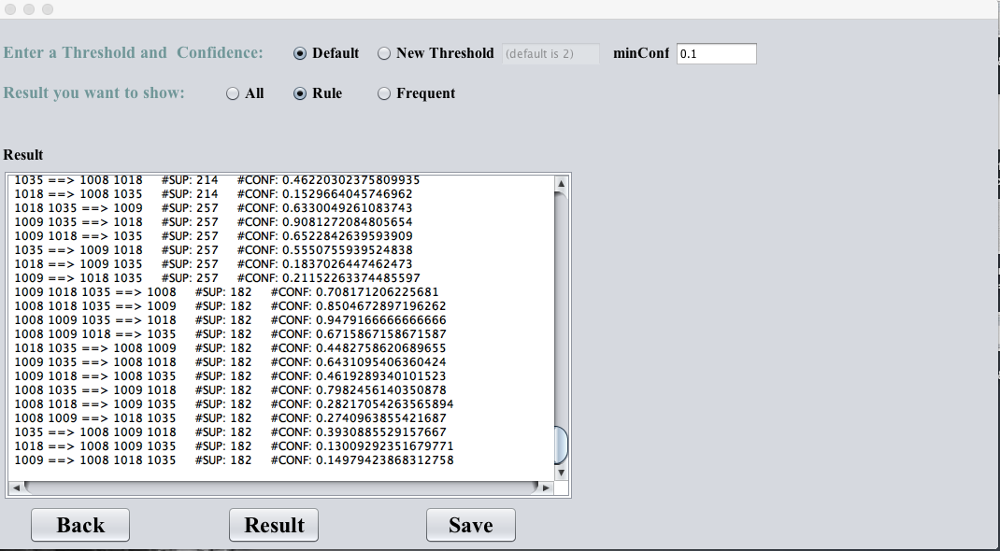 Enter a Threshold and Confidence: Default New Threshold (default is 2) minConf 0.1
Result you want to show: All Rule Frequent
Result
1035 ==> 1008 1018 #SUP: 214 #CONF: 0.46220302375809935
1018 ==> 1008 1035 #SUP: 214 #CONF: 0.1529664045746962
1018 1035 ==> 1009 #SUP: 257 #CONF: 0.6330049261083743
1009 1035 ==> 1018 #SUP: 257 #CONF: 0.9081272084805654
1009 1018 ==> 1035 #SUP: 257 #CONF: 0.6522842639593909
1035 ==> 1009 1018 #SUP: 257 #CONF: 0.5550755939524838
1018 ==> 1009 1035 #SUP: 257 #CONF: 0.1837026447462473
1009 ==> 1018 1035 #SUP: 257 #CONF: 0.21152263374485597
1009 1018 1035 ==> 1008 #SUP: 182 #CONF: 0.708171206225681
1008 1018 1035 ==> 1009 #SUP: 182 #CONF: 0.8504672897196262
1008 1009 1035 ==> 1018 #SUP: 182 #CONF: 0.9479166666666666
1008 1009 1018 ==> 1035 #SUP: 182 #CONF: 0.6715867158671587
1018 1035 ==> 1008 1009 #SUP: 182 #CONF: 0.4482758620689655
1009 1035 ==> 1008 1018 #SUP: 182 #CONF: 0.6431095406360424
1009 1018 ==> 1008 1035 #SUP: 182 #CONF: 0.4619289340101523
1008 1035 ==> 1009 1018 #SUP: 182 #CONF: 0.7982456140350878
1008 1018 ==> 1009 1035 #SUP: 182 #CONF: 0.28217054263565894
1008 1009 ==> 1018 1035 #SUP: 182 #CONF: 0.2740963855421687
1035 ==> 1008 1009 1018 #SUP: 182 #CONF: 0.3930885529157667
1018 ==> 1008 1009 1035 #SUP: 182 #CONF: 0.13009292351679771
1009 ==> 1008 1018 1035 #SUP: 182 #CONF: 0.14979423868312758
Back Result Save